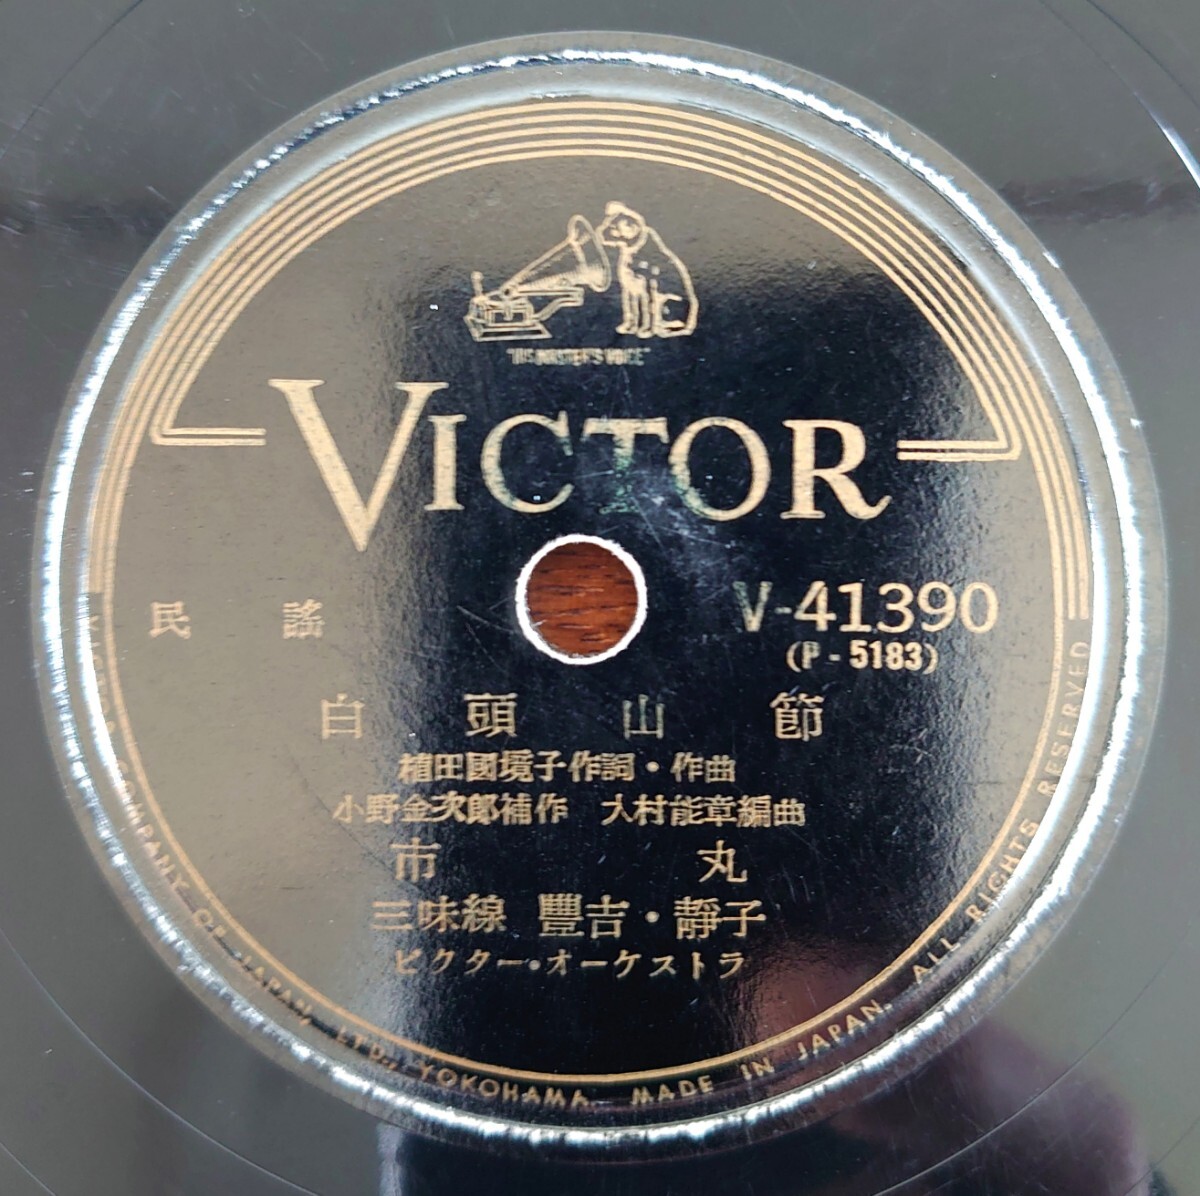 "HIS MASTER'S VOICE"
VICTOR
V-41390
(P-5183)
民謠
白頭山節
植田國境子作詞・作曲
小野金次郎補作 大村能章編曲
市丸
三味線 豐吉・靜子
ビクター・オーケストラ
COMPANY OF JAPAN, LTD., YOKOHAMA. MADE IN JAPAN. ALL RIGHTS RESERVED